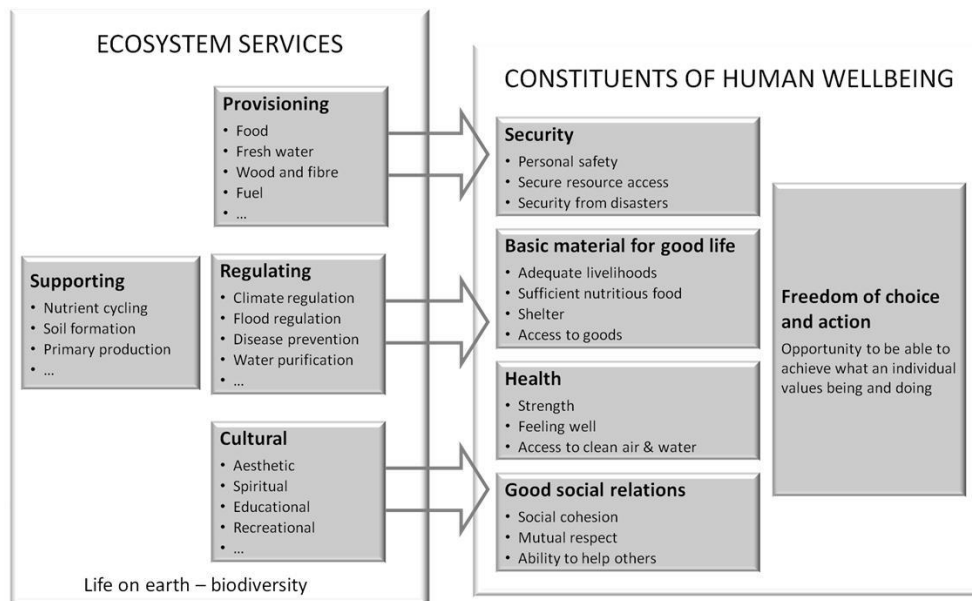 ECOSYSTEM SERVICES
Provisioning
• Food
• Fresh water
• Wood and fibre
• Fuel
• ...
Supporting
• Nutrient cycling
• Soil formation
• Primary production
• ...
Regulating
• Climate regulation
• Flood regulation
• Disease prevention
• Water purification
• ...
Cultural
• Aesthetic
• Spiritual
• Educational
• Recreational
• ...
Life on earth – biodiversity
CONSTITUENTS OF HUMAN WELLBEING
Security
• Personal safety
• Secure resource access
• Security from disasters
Basic material for good life
• Adequate livelihoods
• Sufficient nutritious food
• Shelter
• Access to goods
Health
• Strength
• Feeling well
• Access to clean air & water
Good social relations
• Social cohesion
• Mutual respect
• Ability to help others
Freedom of choice
and action
Opportunity to be able to
achieve what an individual
values being and doing